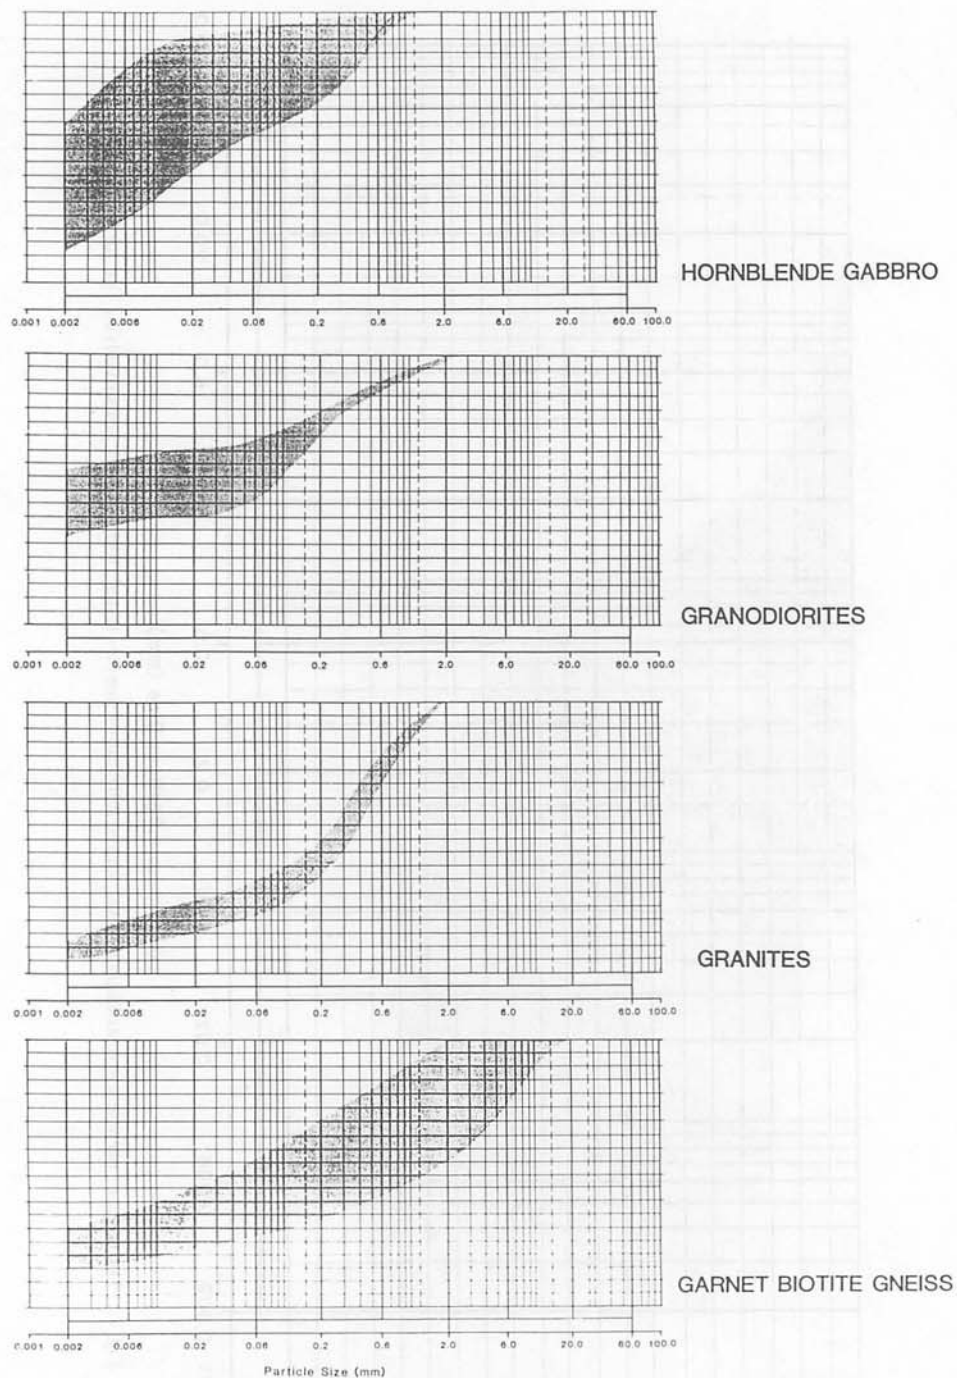 HORNBLENDE GABBRO
0.001 0.002 0.006 0.02 0.06 0.2 0.6 2.0 6.0 20.0 60.0 100.0
GRANODIORITES
0.001 0.002 0.006 0.02 0.06 0.2 0.6 2.0 6.0 20.0 60.0 100.0
GRANITES
0.001 0.002 0.006 0.02 0.06 0.2 0.6 2.0 6.0 20.0 60.0 100.0
GARNET BIOTITE GNEISS
0.001 0.002 0.006 0.02 0.06 0.2 0.6 2.0 6.0 20.0 60.0 100.0
Particle Size (mm)